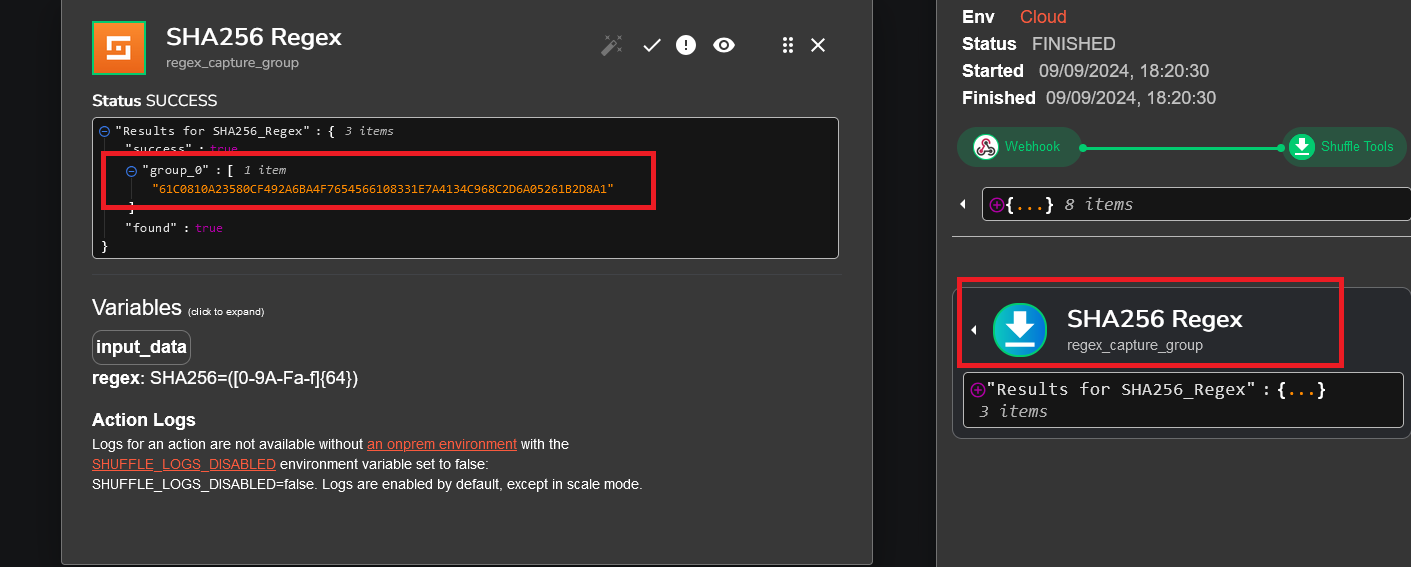 SHA256 Regex
regex_capture_group
Status SUCCESS
"Results for SHA256_Regex" : { 3 items
"success" : true
"group_0" : [ 1 item
"61C0810A23580CF492A6BA4F7654566108331E7A4134C968C2D6A05261B2D8A1"
]
"found" : true
}
Variables (click to expand)
input_data
regex: SHA256=([0-9A-Fa-f]{64})
Action Logs
Logs for an action are not available without an onprem environment with the
SHUFFLE_LOGS_DISABLED environment variable set to false:
SHUFFLE_LOGS_DISABLED=false. Logs are enabled by default, except in scale mode.
Env Cloud
Status FINISHED
Started 09/09/2024, 18:20:30
Finished 09/09/2024, 18:20:30
Webhook
Shuffle Tools
{...} 8 items
SHA256 Regex
regex_capture_group
"Results for SHA256_Regex" : {...}
3 items